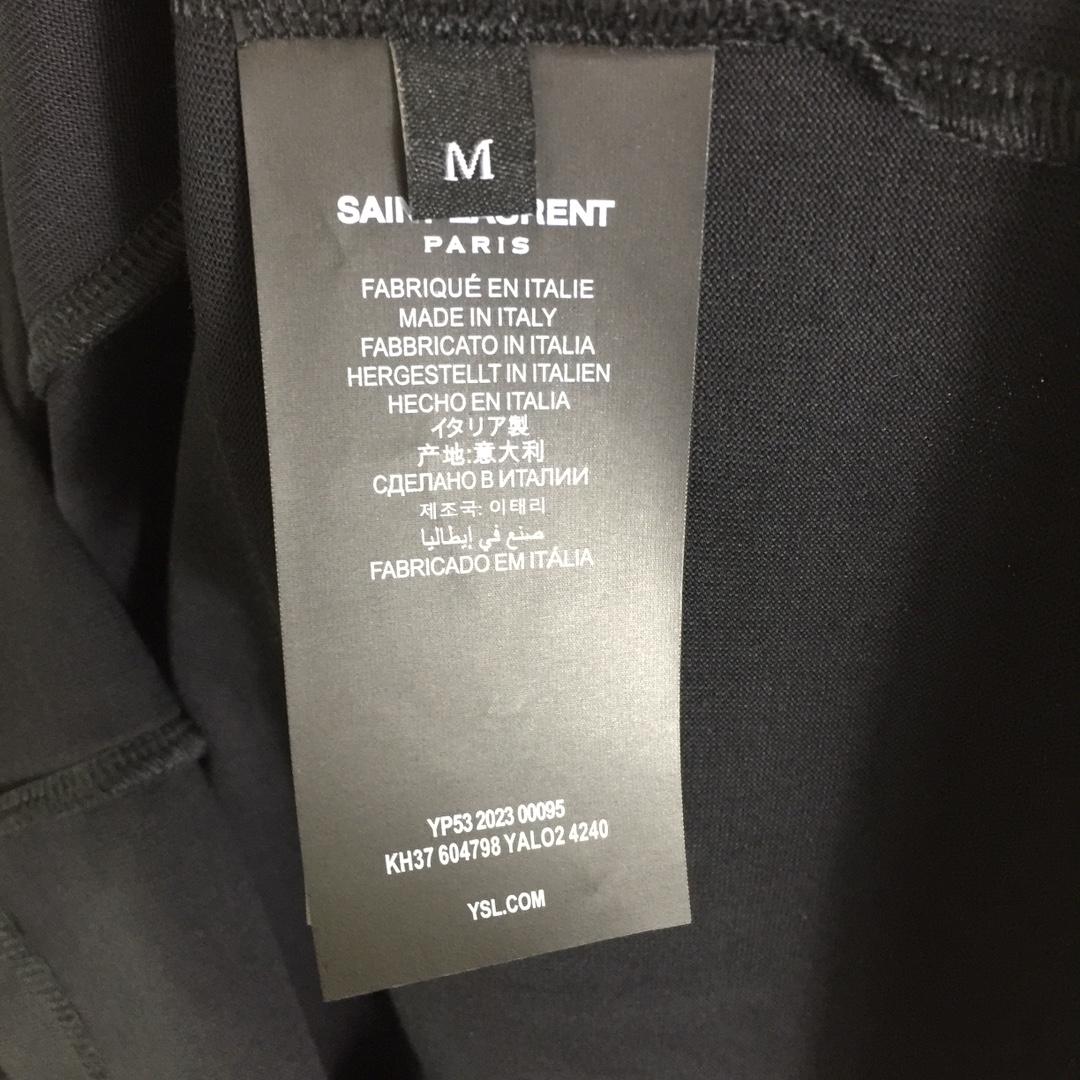 M
SAINT LAURENT
PARIS
FABRIQUÉ EN ITALIE
MADE IN ITALY
FABBRICATO IN ITALIA
HERGESTELLT IN ITALIEN
HECHO EN ITALIA
イタリア製
产地:意大利
СДЕЛАНО В ИТАЛИИ
제조국: 이태리
صنع في إيطاليا
FABRICADO EM ITÁLIA
YP53 2023 00095
KH37 604798 YALO2 4240
YSL.COM